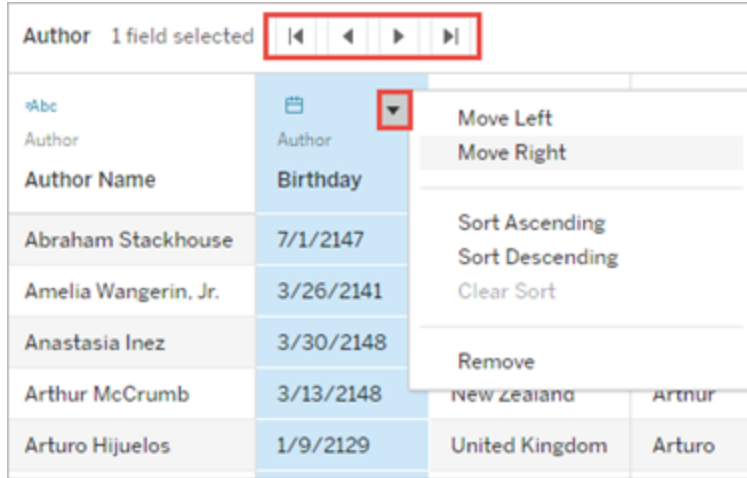 Author 1 field selected
Abc
Author Author
Author Name Birthday
Abraham Stackhouse 7/1/2147
Amelia Wangerin, Jr. 3/26/2141
Anastasia Inez 3/30/2148
Arthur McCrumb 3/13/2148 New Zealand Arthur
Arturo Hijuelos 1/9/2129 United Kingdom Arturo
Move Left
Move Right
Sort Ascending
Sort Descending
Clear Sort
Remove